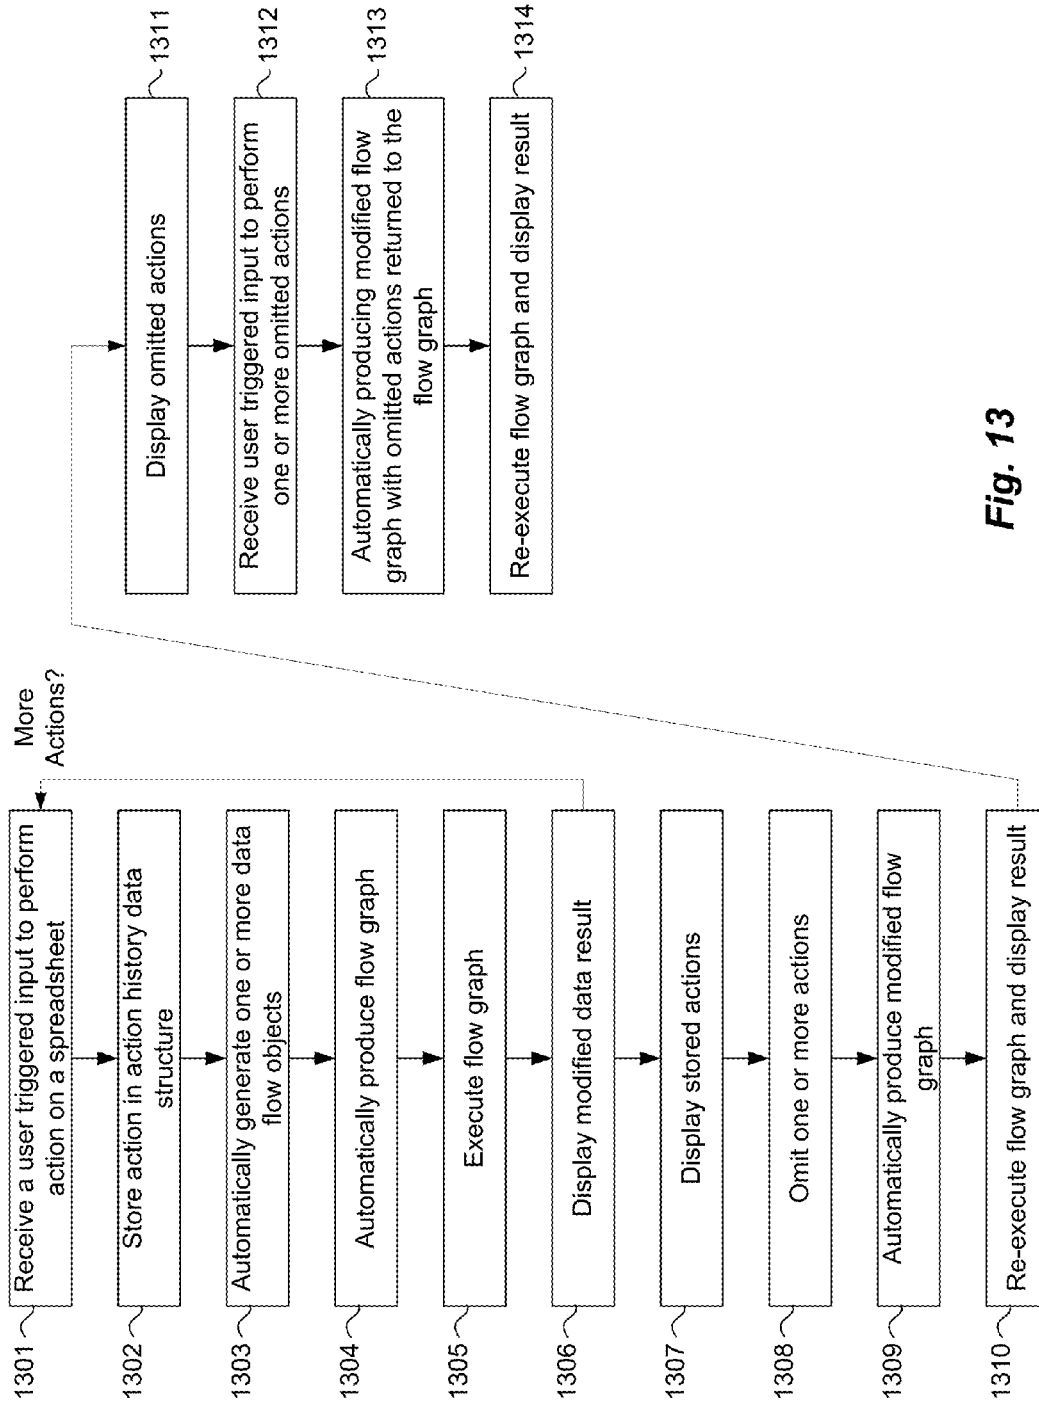 1301
Receive a user triggered input to perform
action on a spreadsheet
More
Actions?
1302
Store action in action history data
structure
1303
Automatically generate one or more data
flow objects
1304
Automatically produce flow graph
1305
Execute flow graph
1306
Display modified data result
1307
Display stored actions
1308
Omit one or more actions
1309
Automatically produce modified flow
graph
1310
Re-execute flow graph and display result
Display omitted actions
1311
Receive user triggered input to perform
one or more omitted actions
1312
Automatically producing modified flow
graph with omitted actions returned to the
flow graph
1313
Re-execute flow graph and display result
1314
Fig. 13